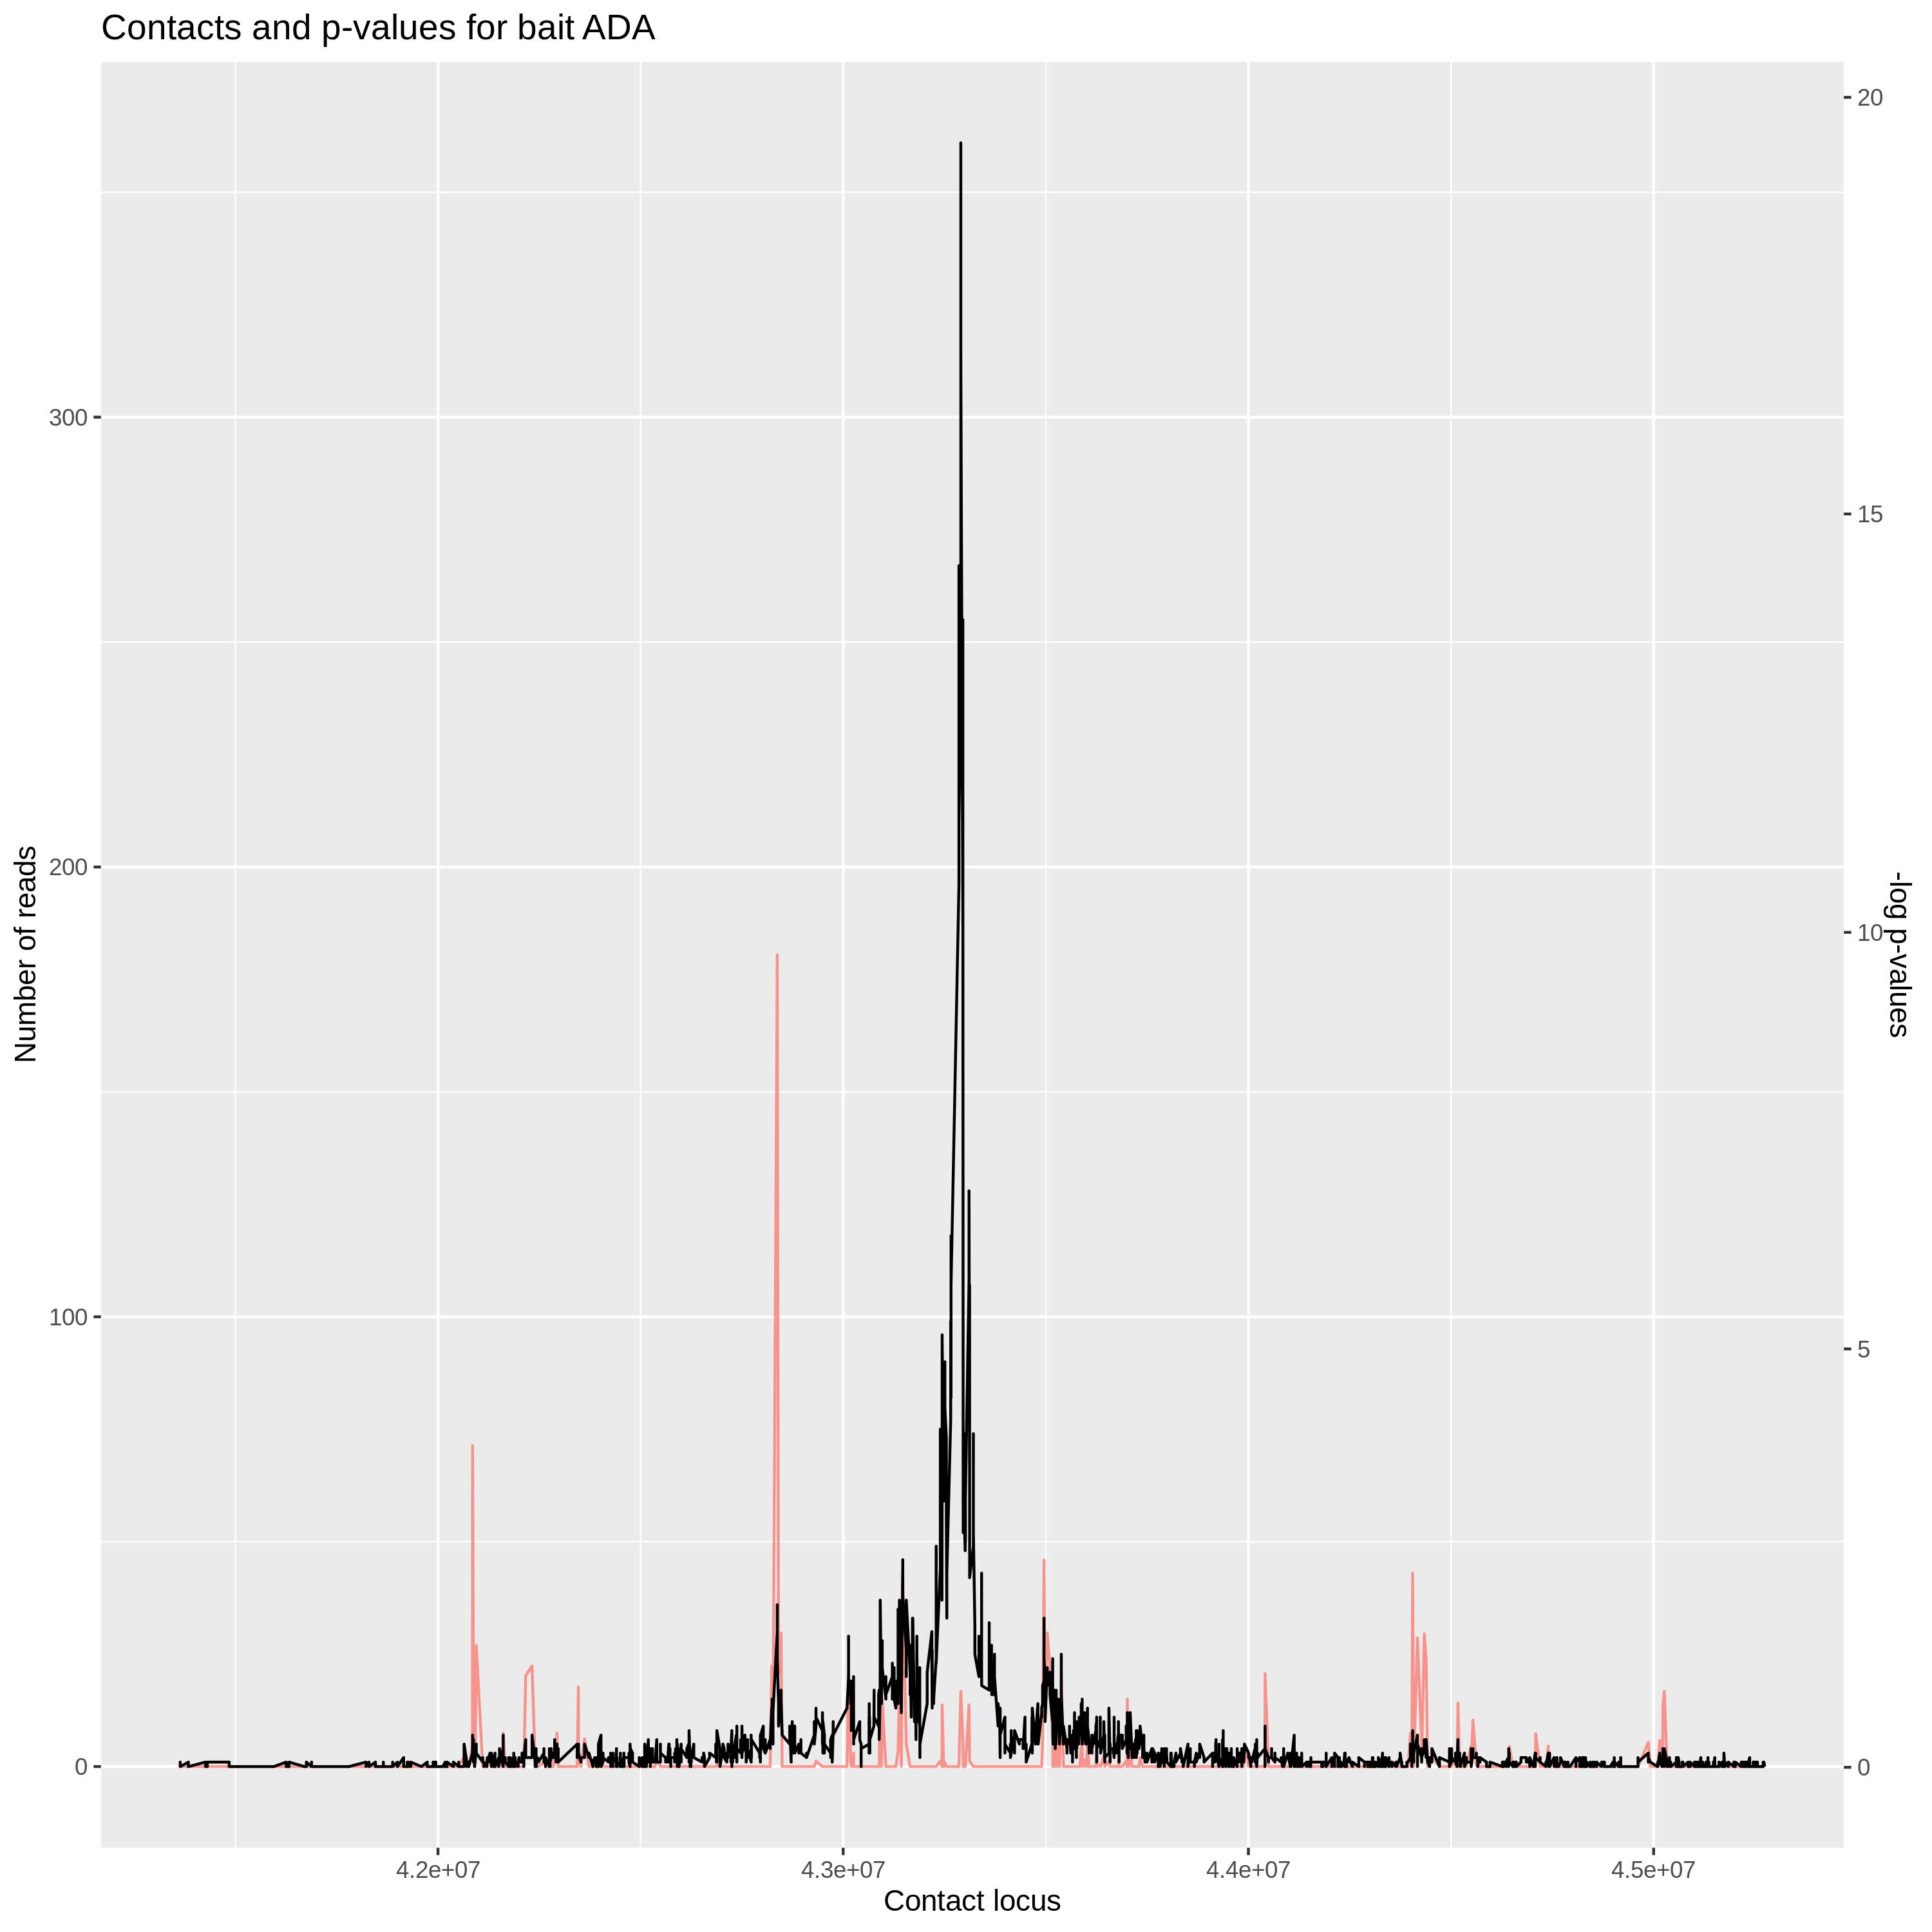 Contacts and p-values for bait ADA
20
15
10
5
0
300
200
100
0
Number of reads
-log p-values
4.2e+07
4.3e+07
4.4e+07
4.5e+07
Contact locus